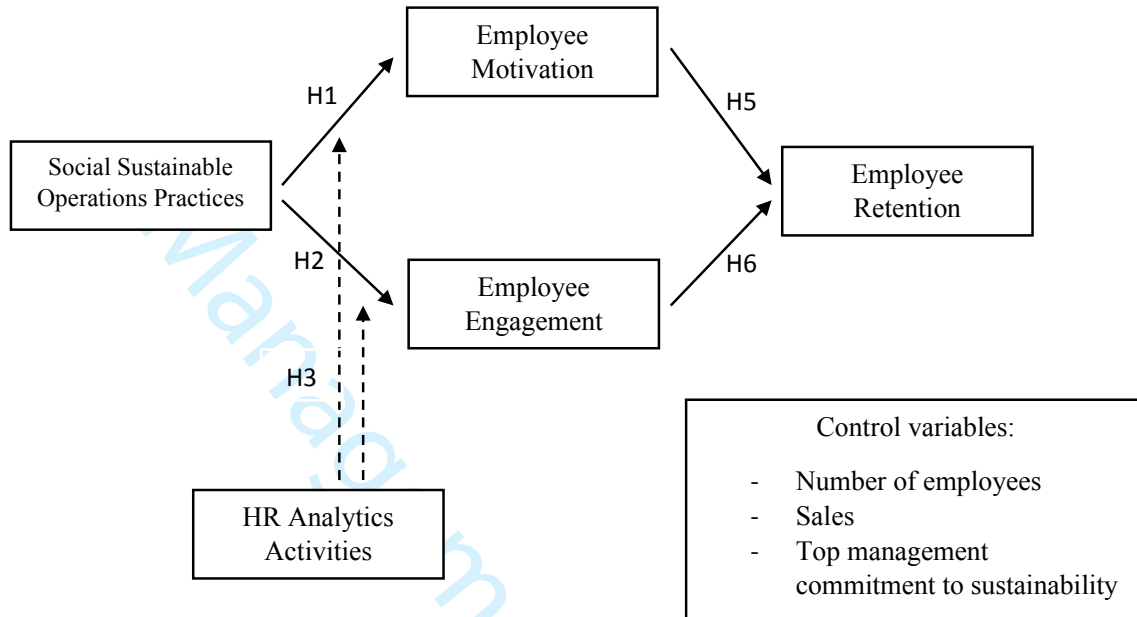 Employee
Motivation
H1
H5
Social Sustainable
Operations Practices
Employee
Retention
H2
H6
Employee
Engagement
H3
HR Analytics
Activities
Control variables:
- Number of employees
- Sales
- Top management
commitment to sustainability
Manag